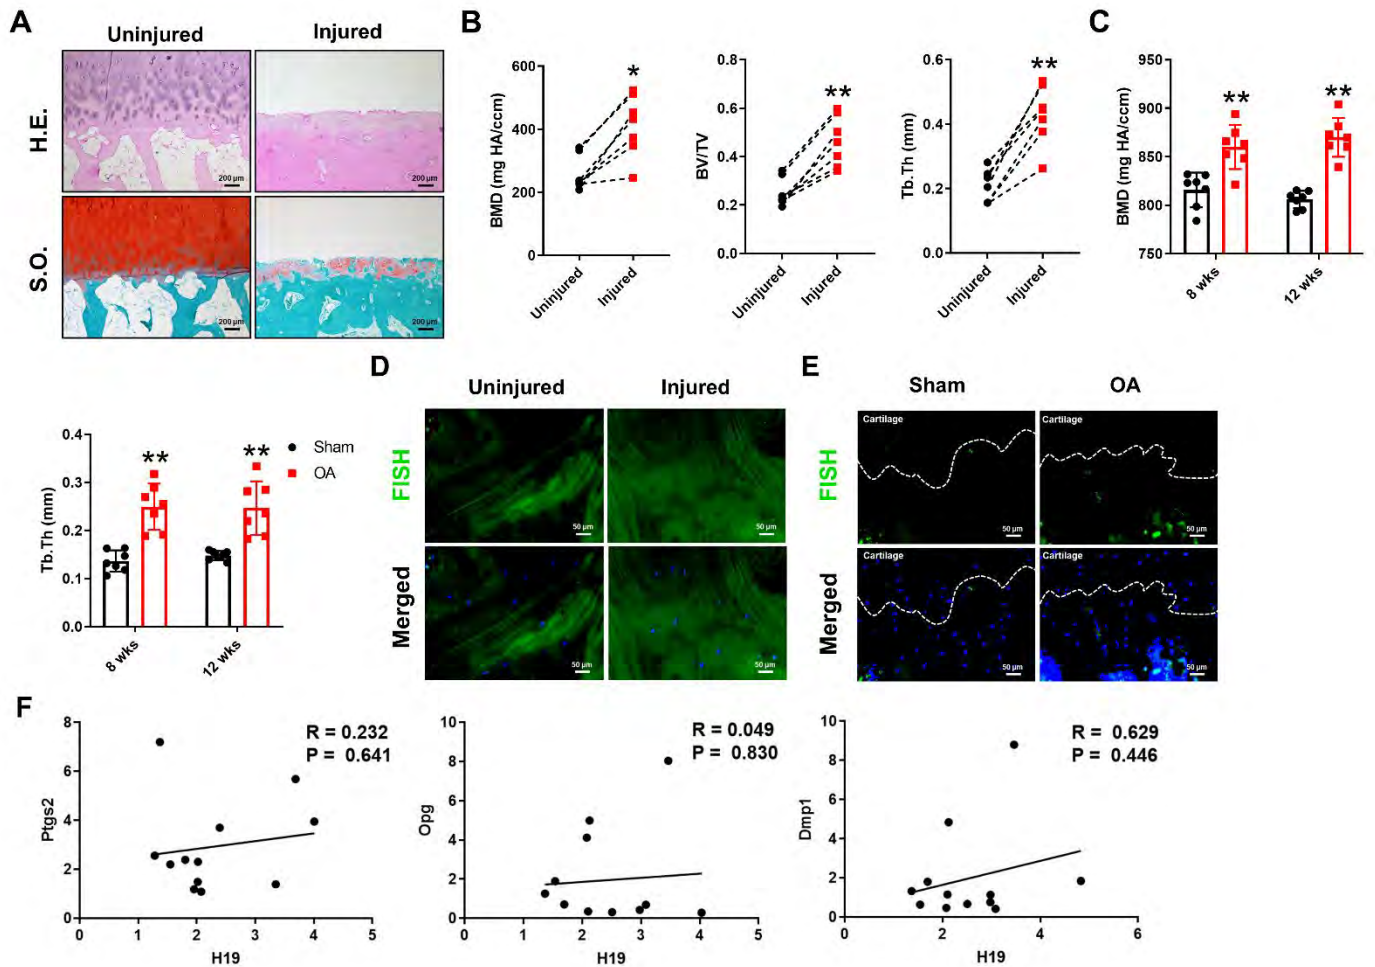 A
Uninjured
Injured
H.E.
200 μm
200 μm
S.O.
200 μm
200 μm
B
BMD (mg HA/ccm)
600
400
200
0
*
Uninjured
Injured
BV/TV
0.8
0.6
0.4
0.2
0.0
**
Uninjured
Injured
Tb.Th (mm)
0.6
0.4
0.2
0.0
**
Uninjured
Injured
C
BMD (mg HA/ccm)
950
900
850
800
750
**
**
8 wks
12 wks
Tb.Th (mm)
0.4
0.3
0.2
0.1
0.0
**
**
8 wks
12 wks
Sham
OA
D
Uninjured
Injured
FISH
50 μm
50 μm
Merged
50 μm
50 μm
E
Sham
OA
FISH
Cartilage
50 μm
Cartilage
50 μm
Merged
Cartilage
50 μm
Cartilage
50 μm
F
Ptgs2
8
6
4
2
0
0 1 2 3 4 5
H19
R = 0.232
P = 0.641
Opg
10
8
6
4
2
0
0 1 2 3 4 5
H19
R = 0.049
P = 0.830
Dmp1
10
8
6
4
2
0
0 2 4 6
H19
R = 0.629
P = 0.446